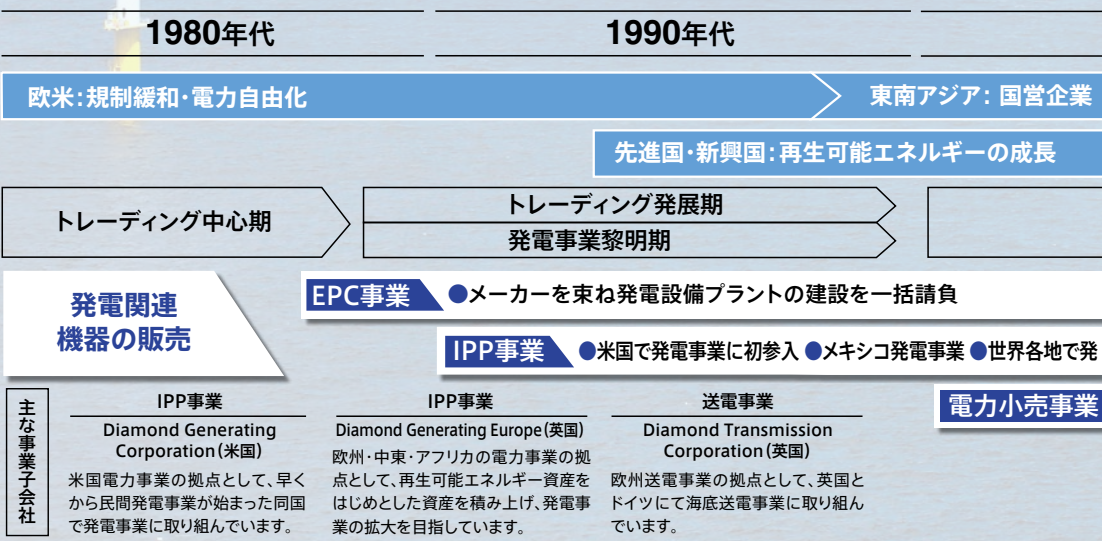 1980年代
1990年代
欧米:規制緩和・電力自由化
東南アジア: 国営企業
先進国・新興国:再生可能エネルギーの成長
トレーディング中心期
トレーディング発展期
発電事業黎明期
発電関連
機器の販売
EPC事業 ●メーカーを束ね発電設備プラントの建設を一括請負
IPP事業 ●米国で発電事業に初参入 ●メキシコ発電事業 ●世界各地で発
電力小売事業
主な事業子会社
IPP事業
Diamond Generating
Corporation(米国)
米国電力事業の拠点として、早く
から民間発電事業が始まった同国
で発電事業に取り組んでいます。
IPP事業
Diamond Generating Europe(英国)
欧州・中東・アフリカの電力事業の拠
点として、再生可能エネルギー資産を
はじめとした資産を積み上げ、発電事
業の拡大を目指しています。
送電事業
Diamond Transmission
Corporation(英国)
欧州送電事業の拠点として、英国と
ドイツにて海底送電事業に取り組ん
でいます。